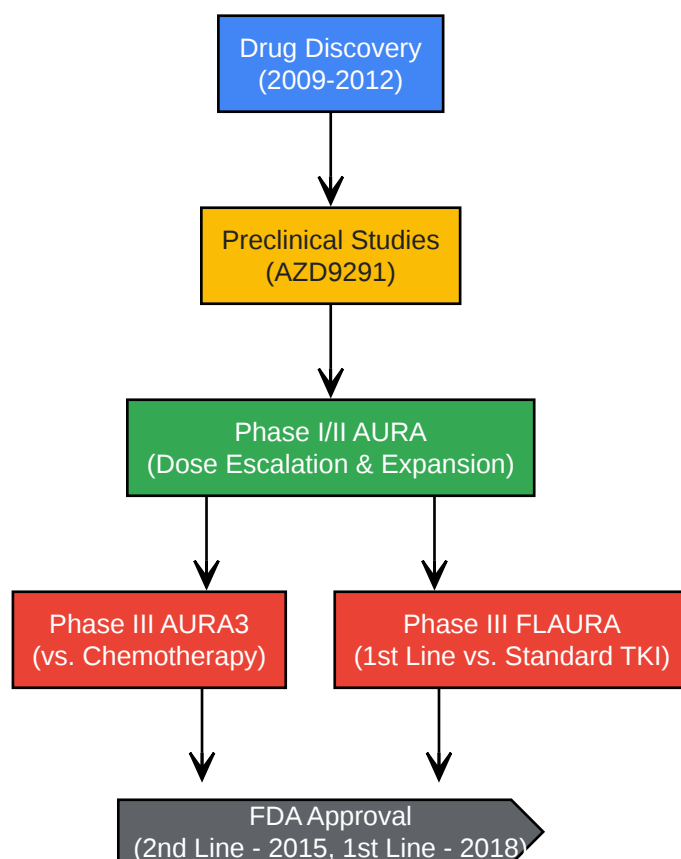 Drug Discovery
(2009-2012)
Preclinical Studies
(AZD9291)
Phase I/II AURA
(Dose Escalation & Expansion)
Phase III AURA3
(vs. Chemotherapy)
Phase III FLAURA
(1st Line vs. Standard TKI)
FDA Approval
(2nd Line - 2015, 1st Line - 2018)